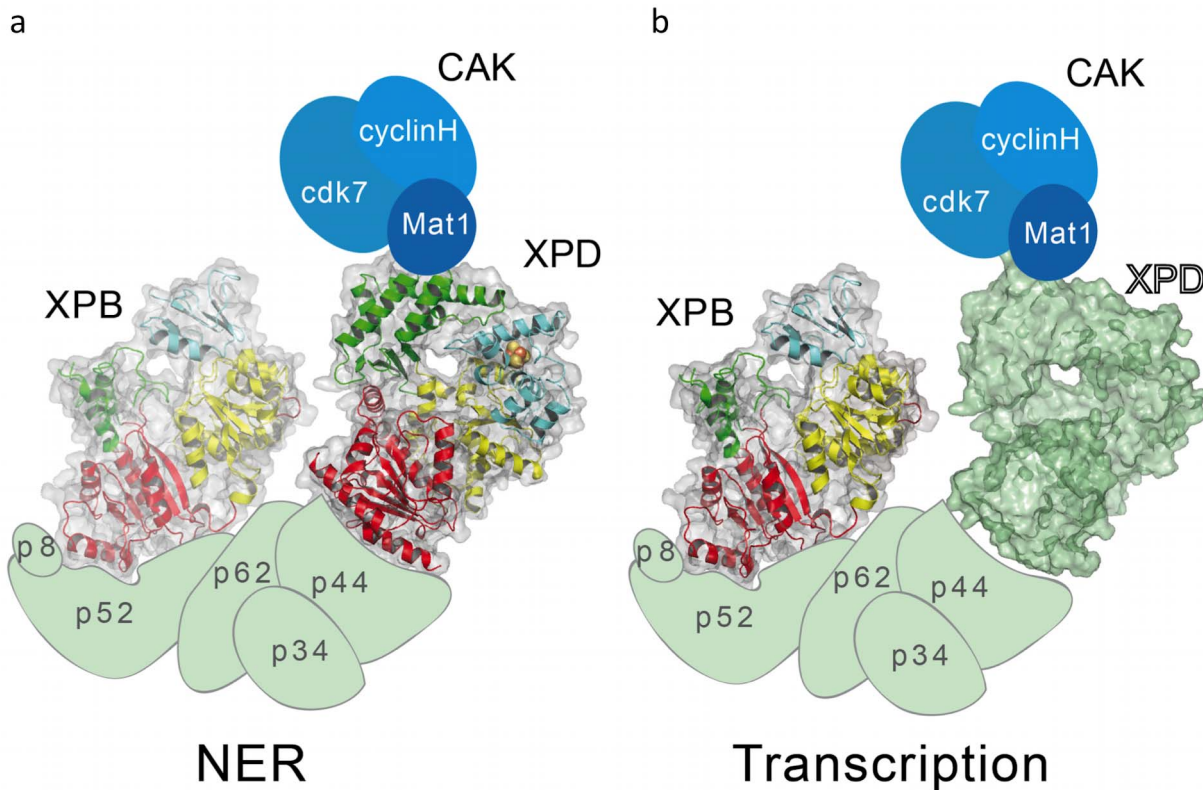 a
CAK
cyclinH
cdk7
Mat1
XPD
XPB
p8
p62
p44
p52
p34
NER
b
CAK
cyclinH
cdk7
Mat1
XPD
XPB
p8
p62
p44
p52
p34
Transcription